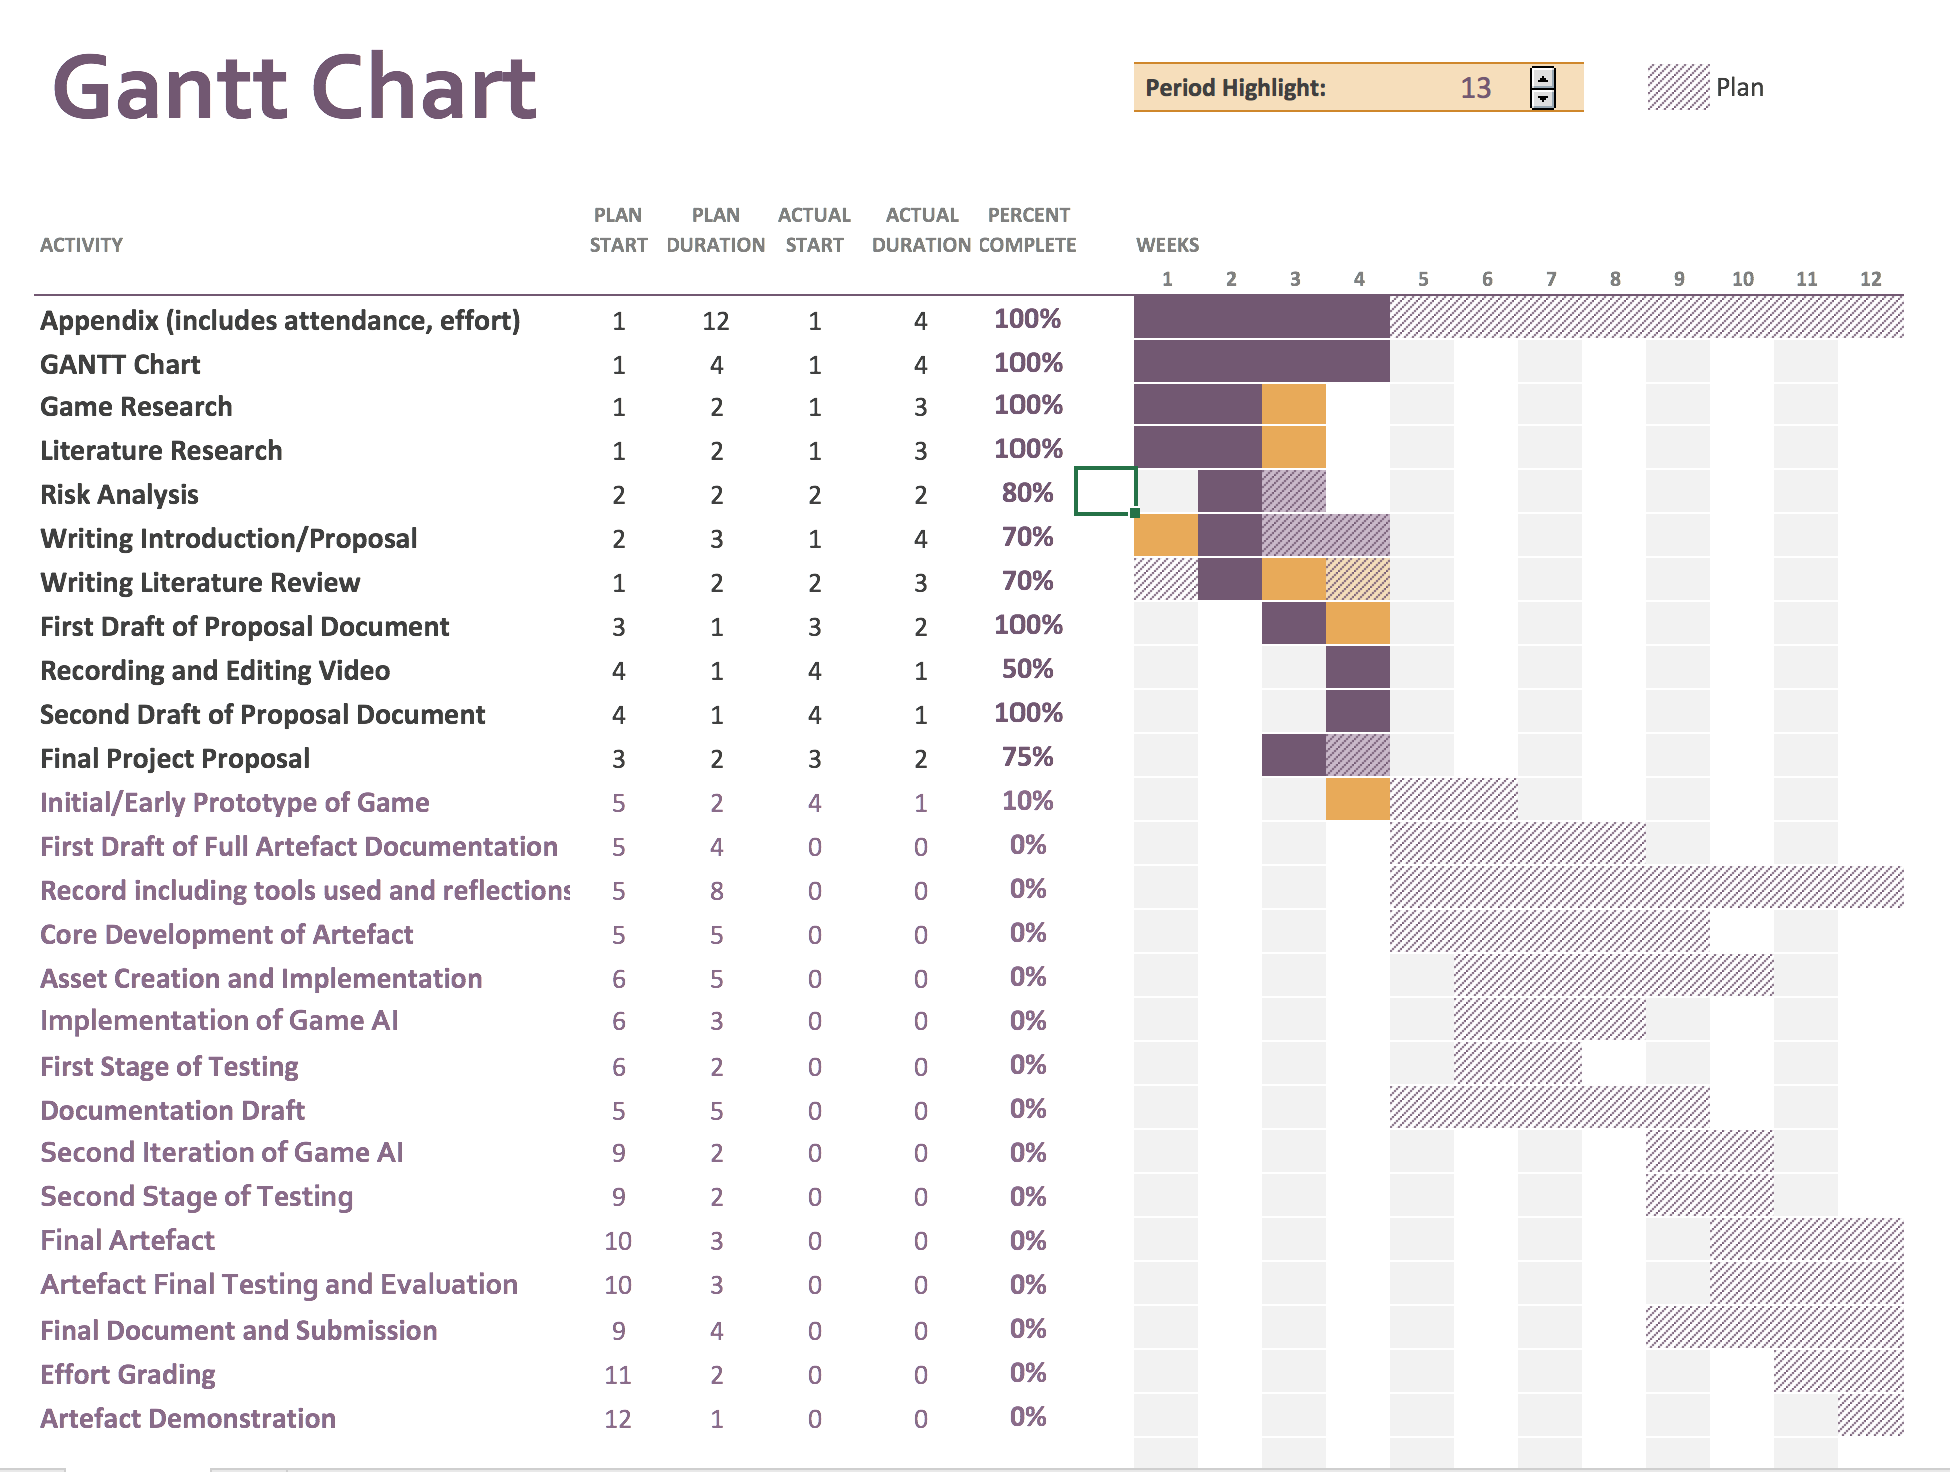 Gantt Chart
Period Highlight: 13
Plan
PLAN PLAN ACTUAL ACTUAL PERCENT
ACTIVITY START DURATION START DURATION COMPLETE WEEKS
1 2 3 4 5 6 7 8 9 10 11 12
Appendix (includes attendance, effort) 1 12 1 4 100%
GANTT Chart 1 4 1 4 100%
Game Research 1 2 1 3 100%
Literature Research 1 2 1 3 100%
Risk Analysis 2 2 2 2 80%
Writing Introduction/Proposal 2 3 1 4 70%
Writing Literature Review 1 2 2 3 70%
First Draft of Proposal Document 3 1 3 2 100%
Recording and Editing Video 4 1 4 1 50%
Second Draft of Proposal Document 4 1 4 1 100%
Final Project Proposal 3 2 3 2 75%
Initial/Early Prototype of Game 5 2 4 1 10%
First Draft of Full Artefact Documentation 5 4 0 0 0%
Record including tools used and reflections 5 8 0 0 0%
Core Development of Artefact 5 5 0 0 0%
Asset Creation and Implementation 6 5 0 0 0%
Implementation of Game AI 6 3 0 0 0%
First Stage of Testing 6 2 0 0 0%
Documentation Draft 5 5 0 0 0%
Second Iteration of Game AI 9 2 0 0 0%
Second Stage of Testing 9 2 0 0 0%
Final Artefact 10 3 0 0 0%
Artefact Final Testing and Evaluation 10 3 0 0 0%
Final Document and Submission 9 4 0 0 0%
Effort Grading 11 2 0 0 0%
Artefact Demonstration 12 1 0 0 0%